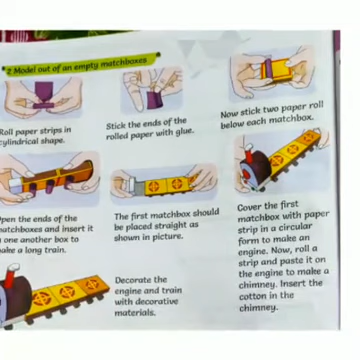 2 Model out of an empty matchboxes
Roll paper strips in
cylindrical shape.
Stick the ends of the
rolled paper with glue.
Now stick two paper roll
below each matchbox.
pen the ends of the
atchboxes and insert it
one another box to
ake a long train.
The first matchbox should
be placed straight as
shown in picture.
Cover the first
matchbox with paper
strip in a circular
form to make an
engine. Now, roll a
strip and paste it on
the engine to make a
chimney. Insert the
cotton in the
chimney.
Decorate the
engine and train
with decorative
materials.